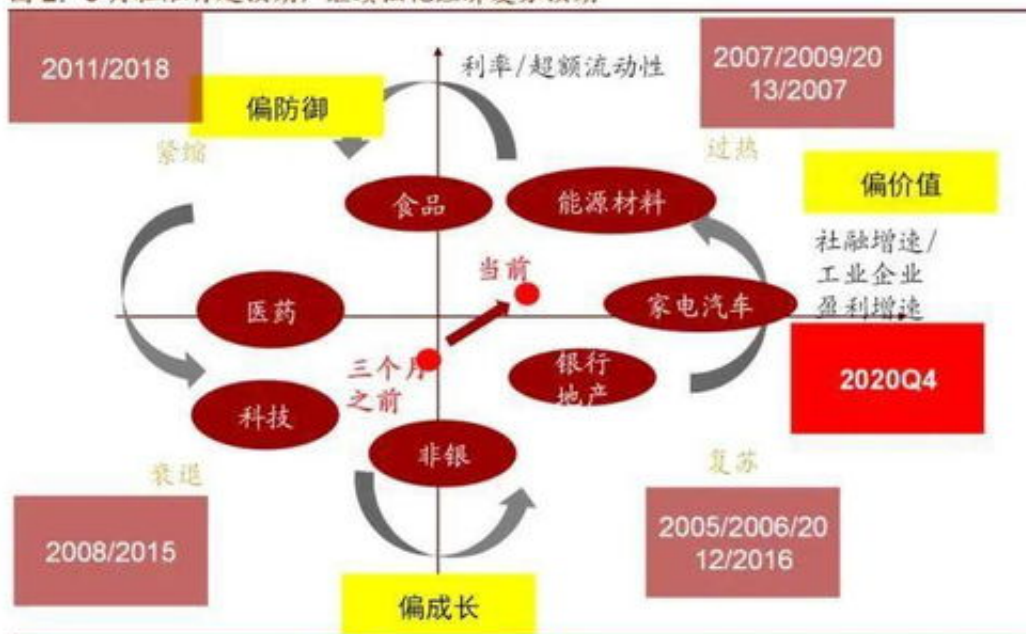 2011/2018
偏防御
紧缩
利率/超额流动性
2007/2009/20
13/2007
过热
偏价值
食品
能源材料
社融增速/
工业企业
盈利增速
当前
医药
家电汽车
三个月
之前
银行
地产
2020Q4
科技
非银
衰退
复苏
2008/2015
2005/2006/20
12/2016
偏成长